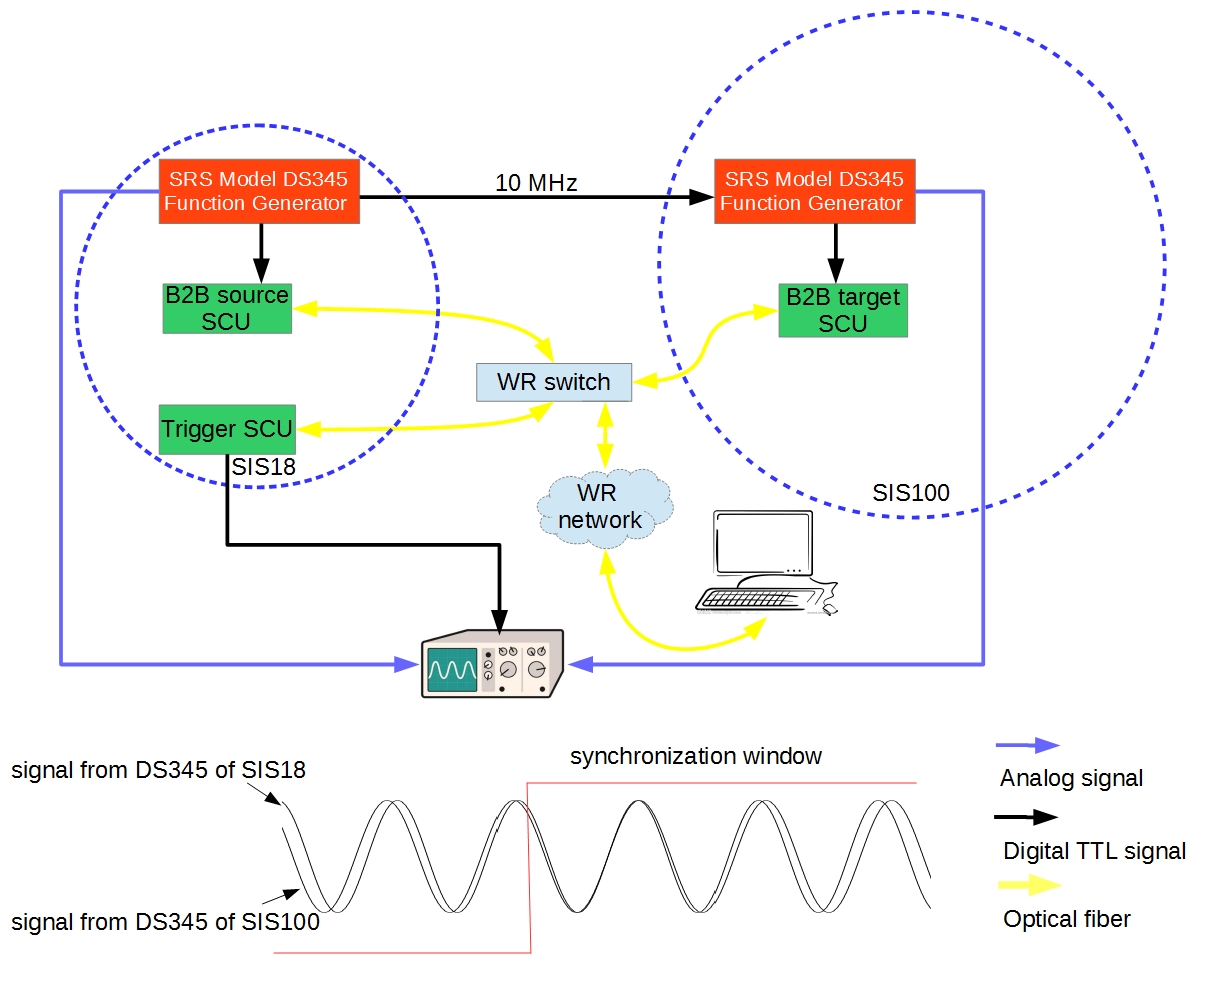 SRS Model DS345
Function Generator
10 MHz
SRS Model DS345
Function Generator
B2B source
SCU
B2B target
SCU
WR switch
Trigger SCU
SIS18
WR
network
SIS100
synchronization window
signal from DS345 of SIS18
signal from DS345 of SIS100
Analog signal
Digital TTL signal
Optical fiber